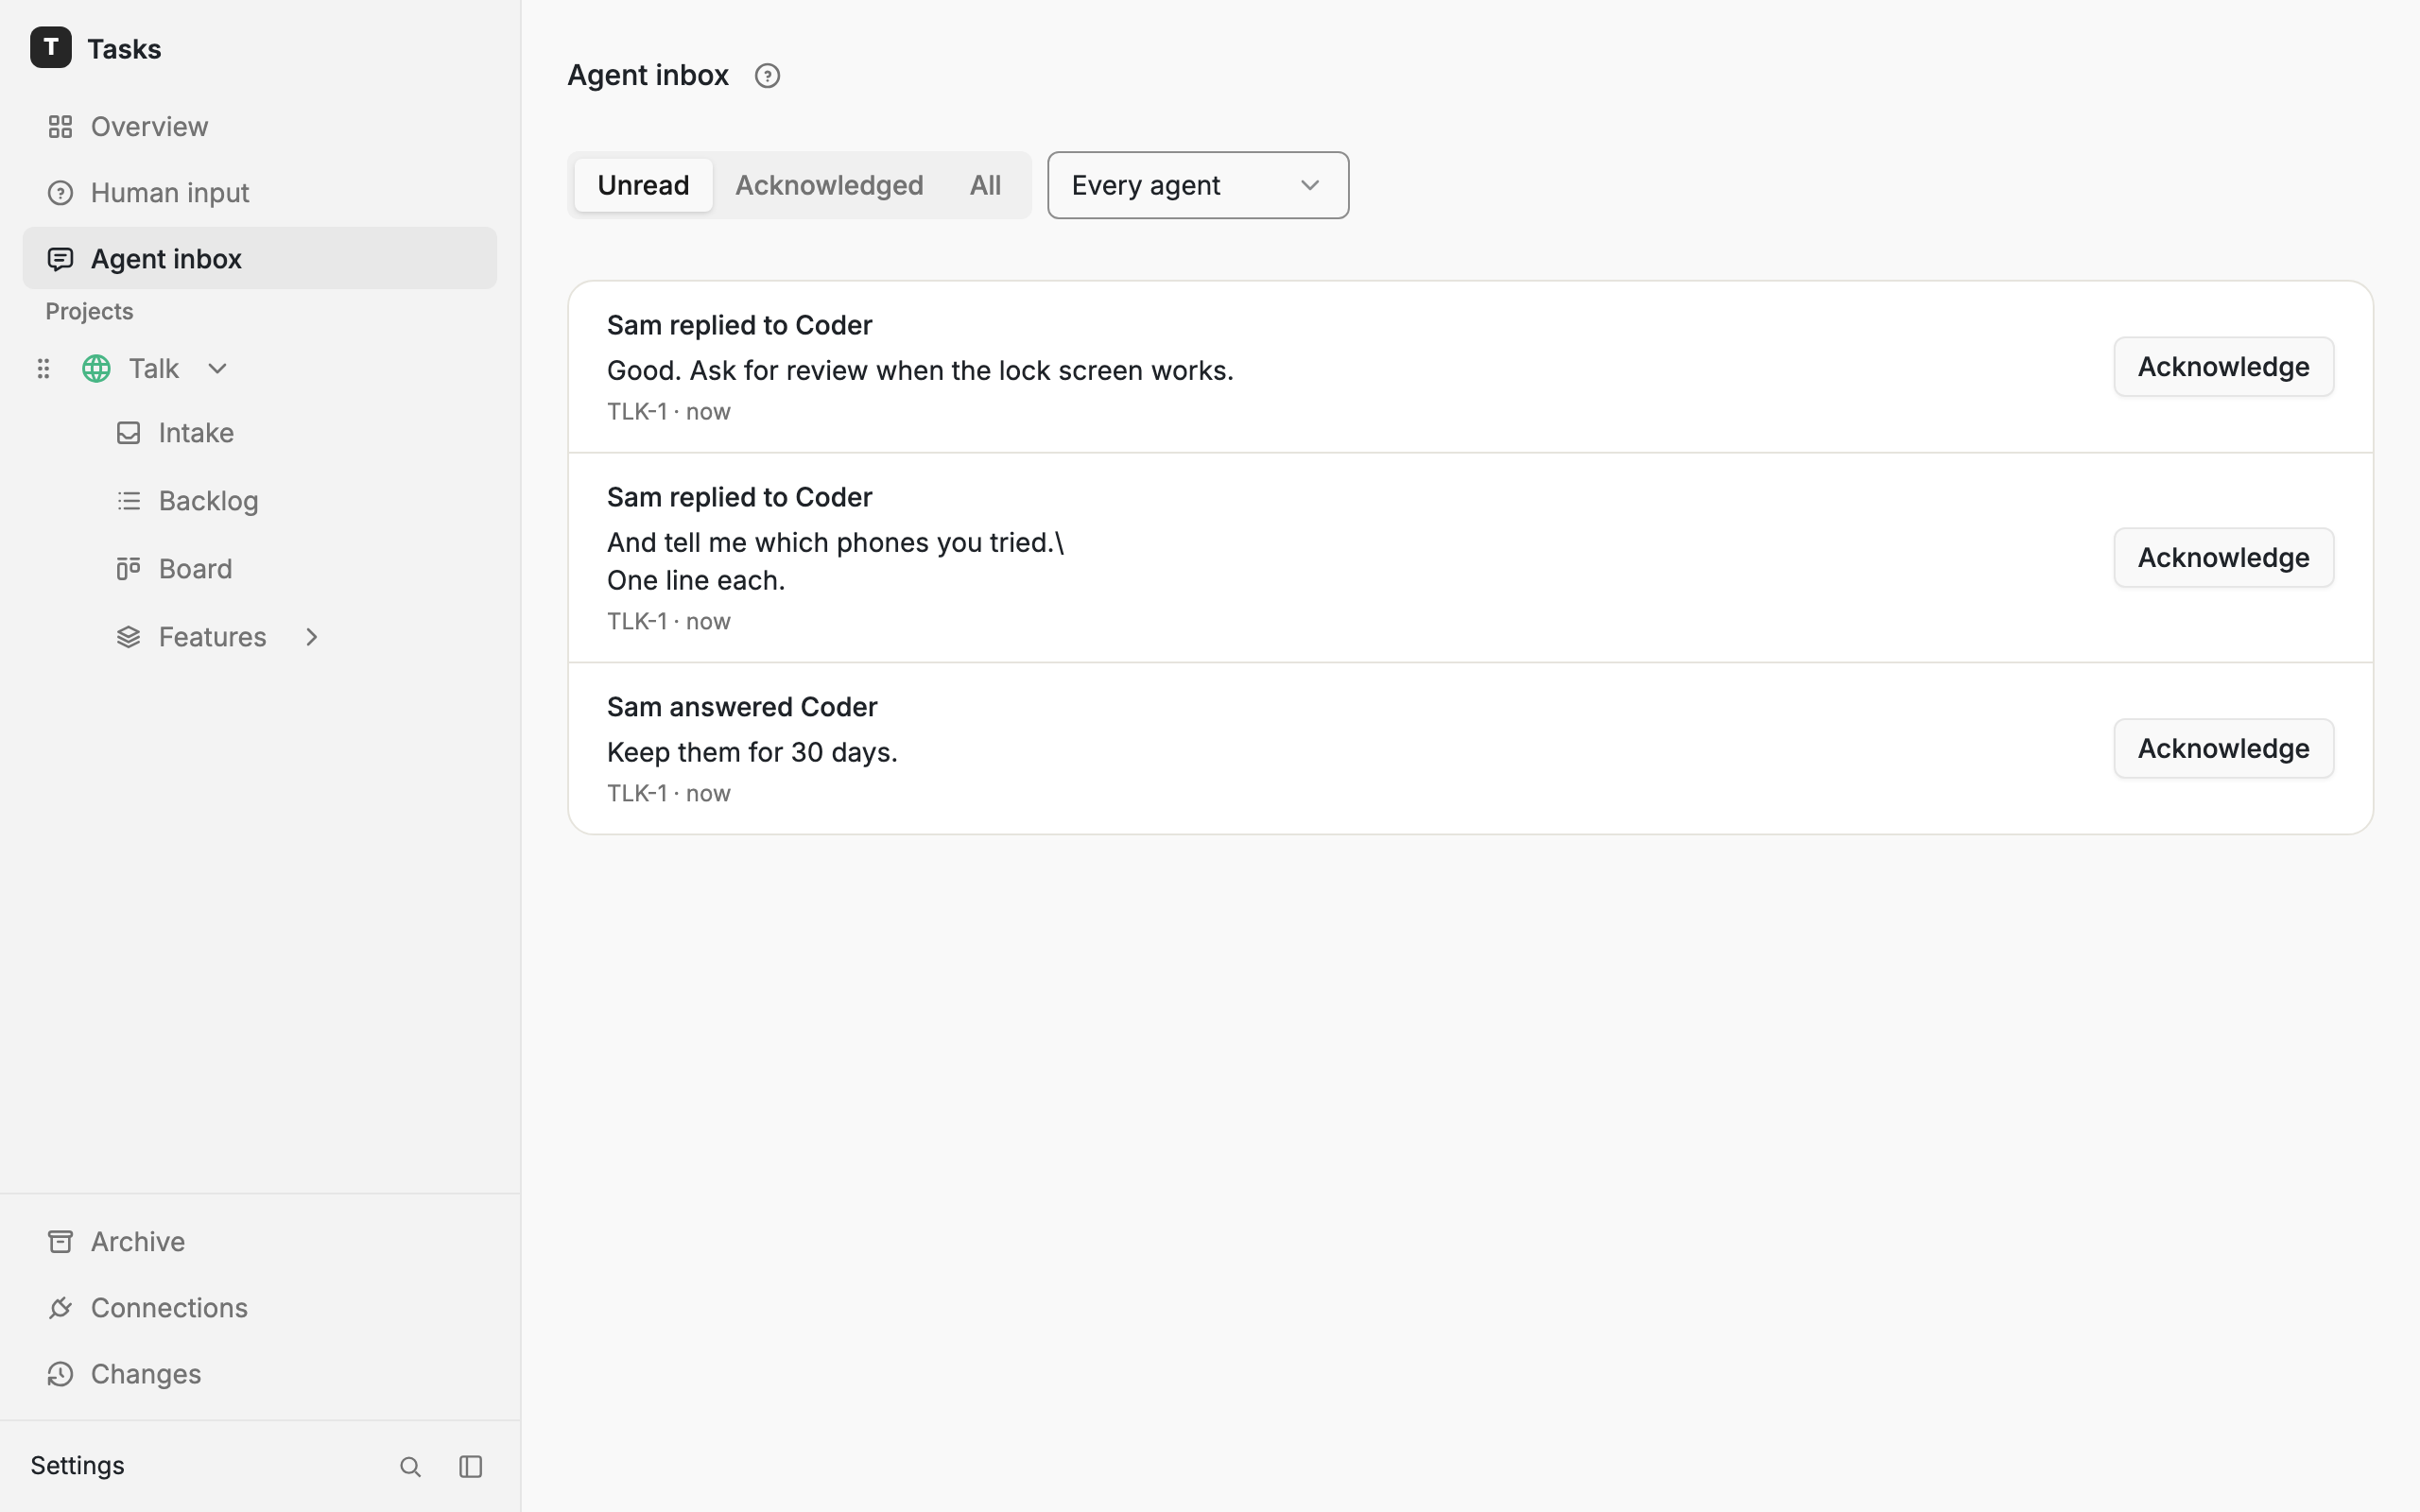 T Tasks
Overview
Human input
Agent inbox
Projects
Talk
Intake
Backlog
Board
Features
Archive
Connections
Changes
Settings
Agent inbox
Unread Acknowledged All Every agent
Sam replied to Coder
Good. Ask for review when the lock screen works.
TLK-1 · now
Acknowledge
Sam replied to Coder
And tell me which phones you tried.\
One line each.
TLK-1 · now
Acknowledge
Sam answered Coder
Keep them for 30 days.
TLK-1 · now
Acknowledge